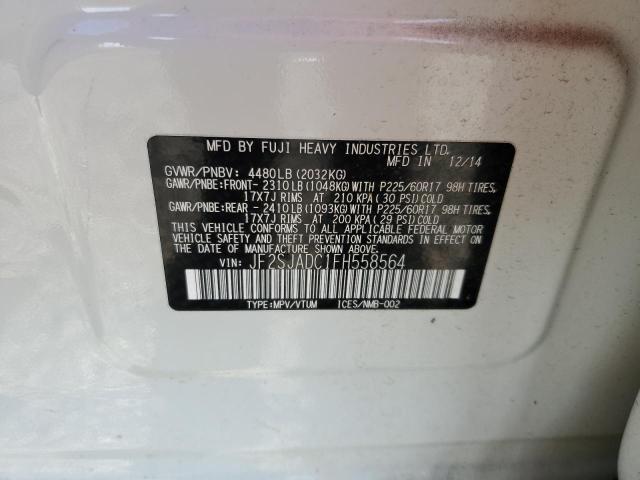 MFD BY FUJI HEAVY INDUSTRIES LTD.
MFD IN 12/14
GVWR/PNBV: 4480LB(2032KG)
GAWR/PNBE:FRONT- 2310LB(1048KG)WITH P225/60R17 98H TIRES,
17X7J RIMS AT 210 KPA(30 PSI)COLD
GAWR/PNBE:REAR - 2410LB(1093KG)WITH P225/60R17 98H TIRES,
17X7J RIMS AT 200 KPA(29 PSI)COLD
THIS VEHICLE CONFORMS TO ALL APPLICABLE FEDERAL MOTOR
VEHICLE SAFETY, BUMPER, AND THEFT PREVENTION STANDARDS
IN EFFECT ON THE DATE OF MANUFACTURE SHOWN ABOVE.
VIN: JF2SJADC1FH558564
TYPE:MPV/VTUM ICES/NMB-002